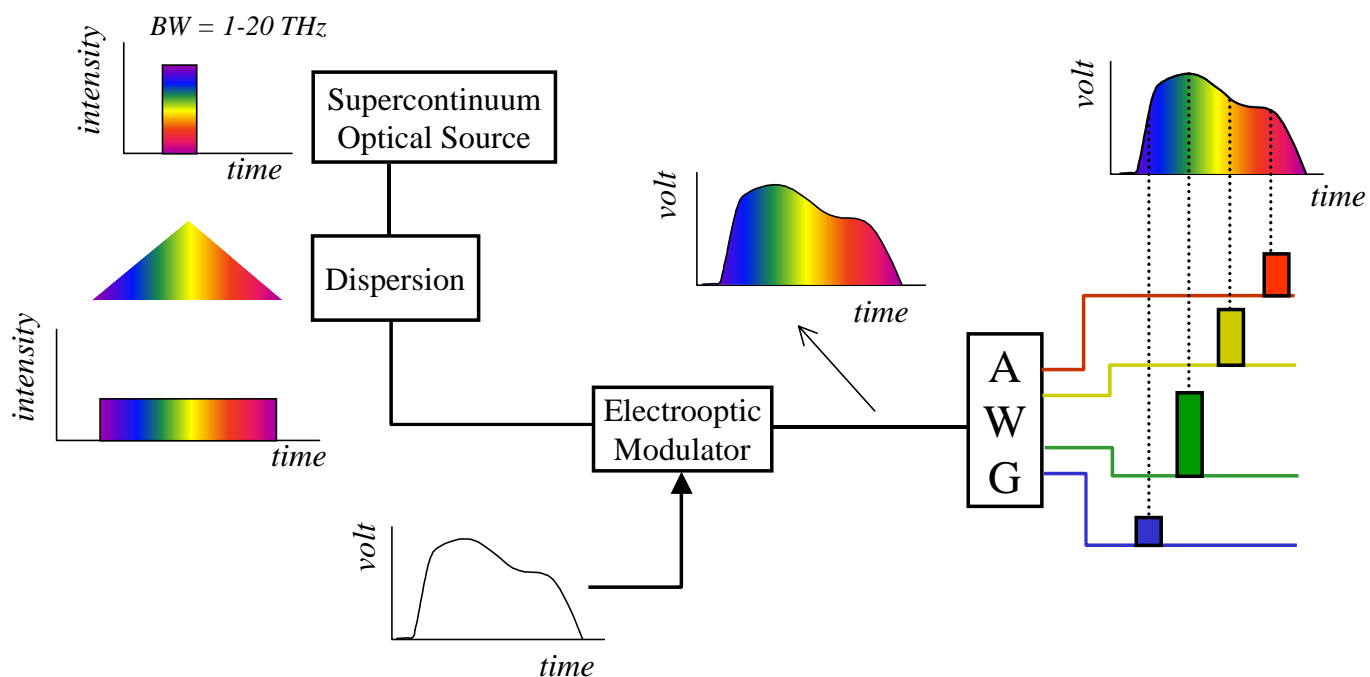 BW = 1-20 THz
intensity
time
Supercontinuum
Optical Source
Dispersion
intensity
time
volt
time
Electrooptic
Modulator
volt
time
A
W
G
volt
time